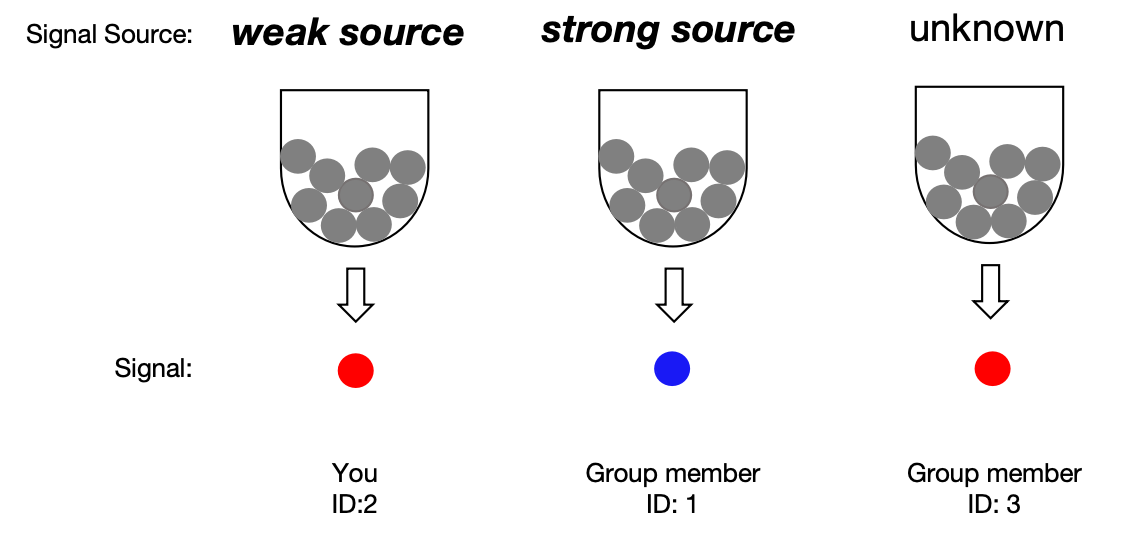 Signal Source: weak source strong source unknown
Signal:
You Group member Group member
ID:2 ID: 1 ID: 3